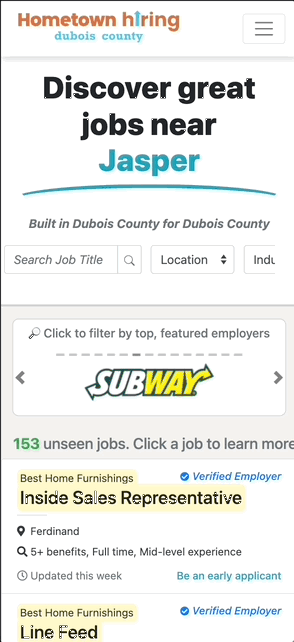 Hometown hiring
dubois county
Discover great
jobs near
Jasper
Built in Dubois County for Dubois County
Search Job Title
Location
Indu
Click to filter by top, featured employers
SUBWAY
153 unseen jobs. Click a job to learn more
Best Home Furnishings
Verified Employer
Inside Sales Representative
Ferdinand
5+ benefits, Full time, Mid-level experience
Updated this week
Be an early applicant
Best Home Furnishings
Verified Employer
Line Feed